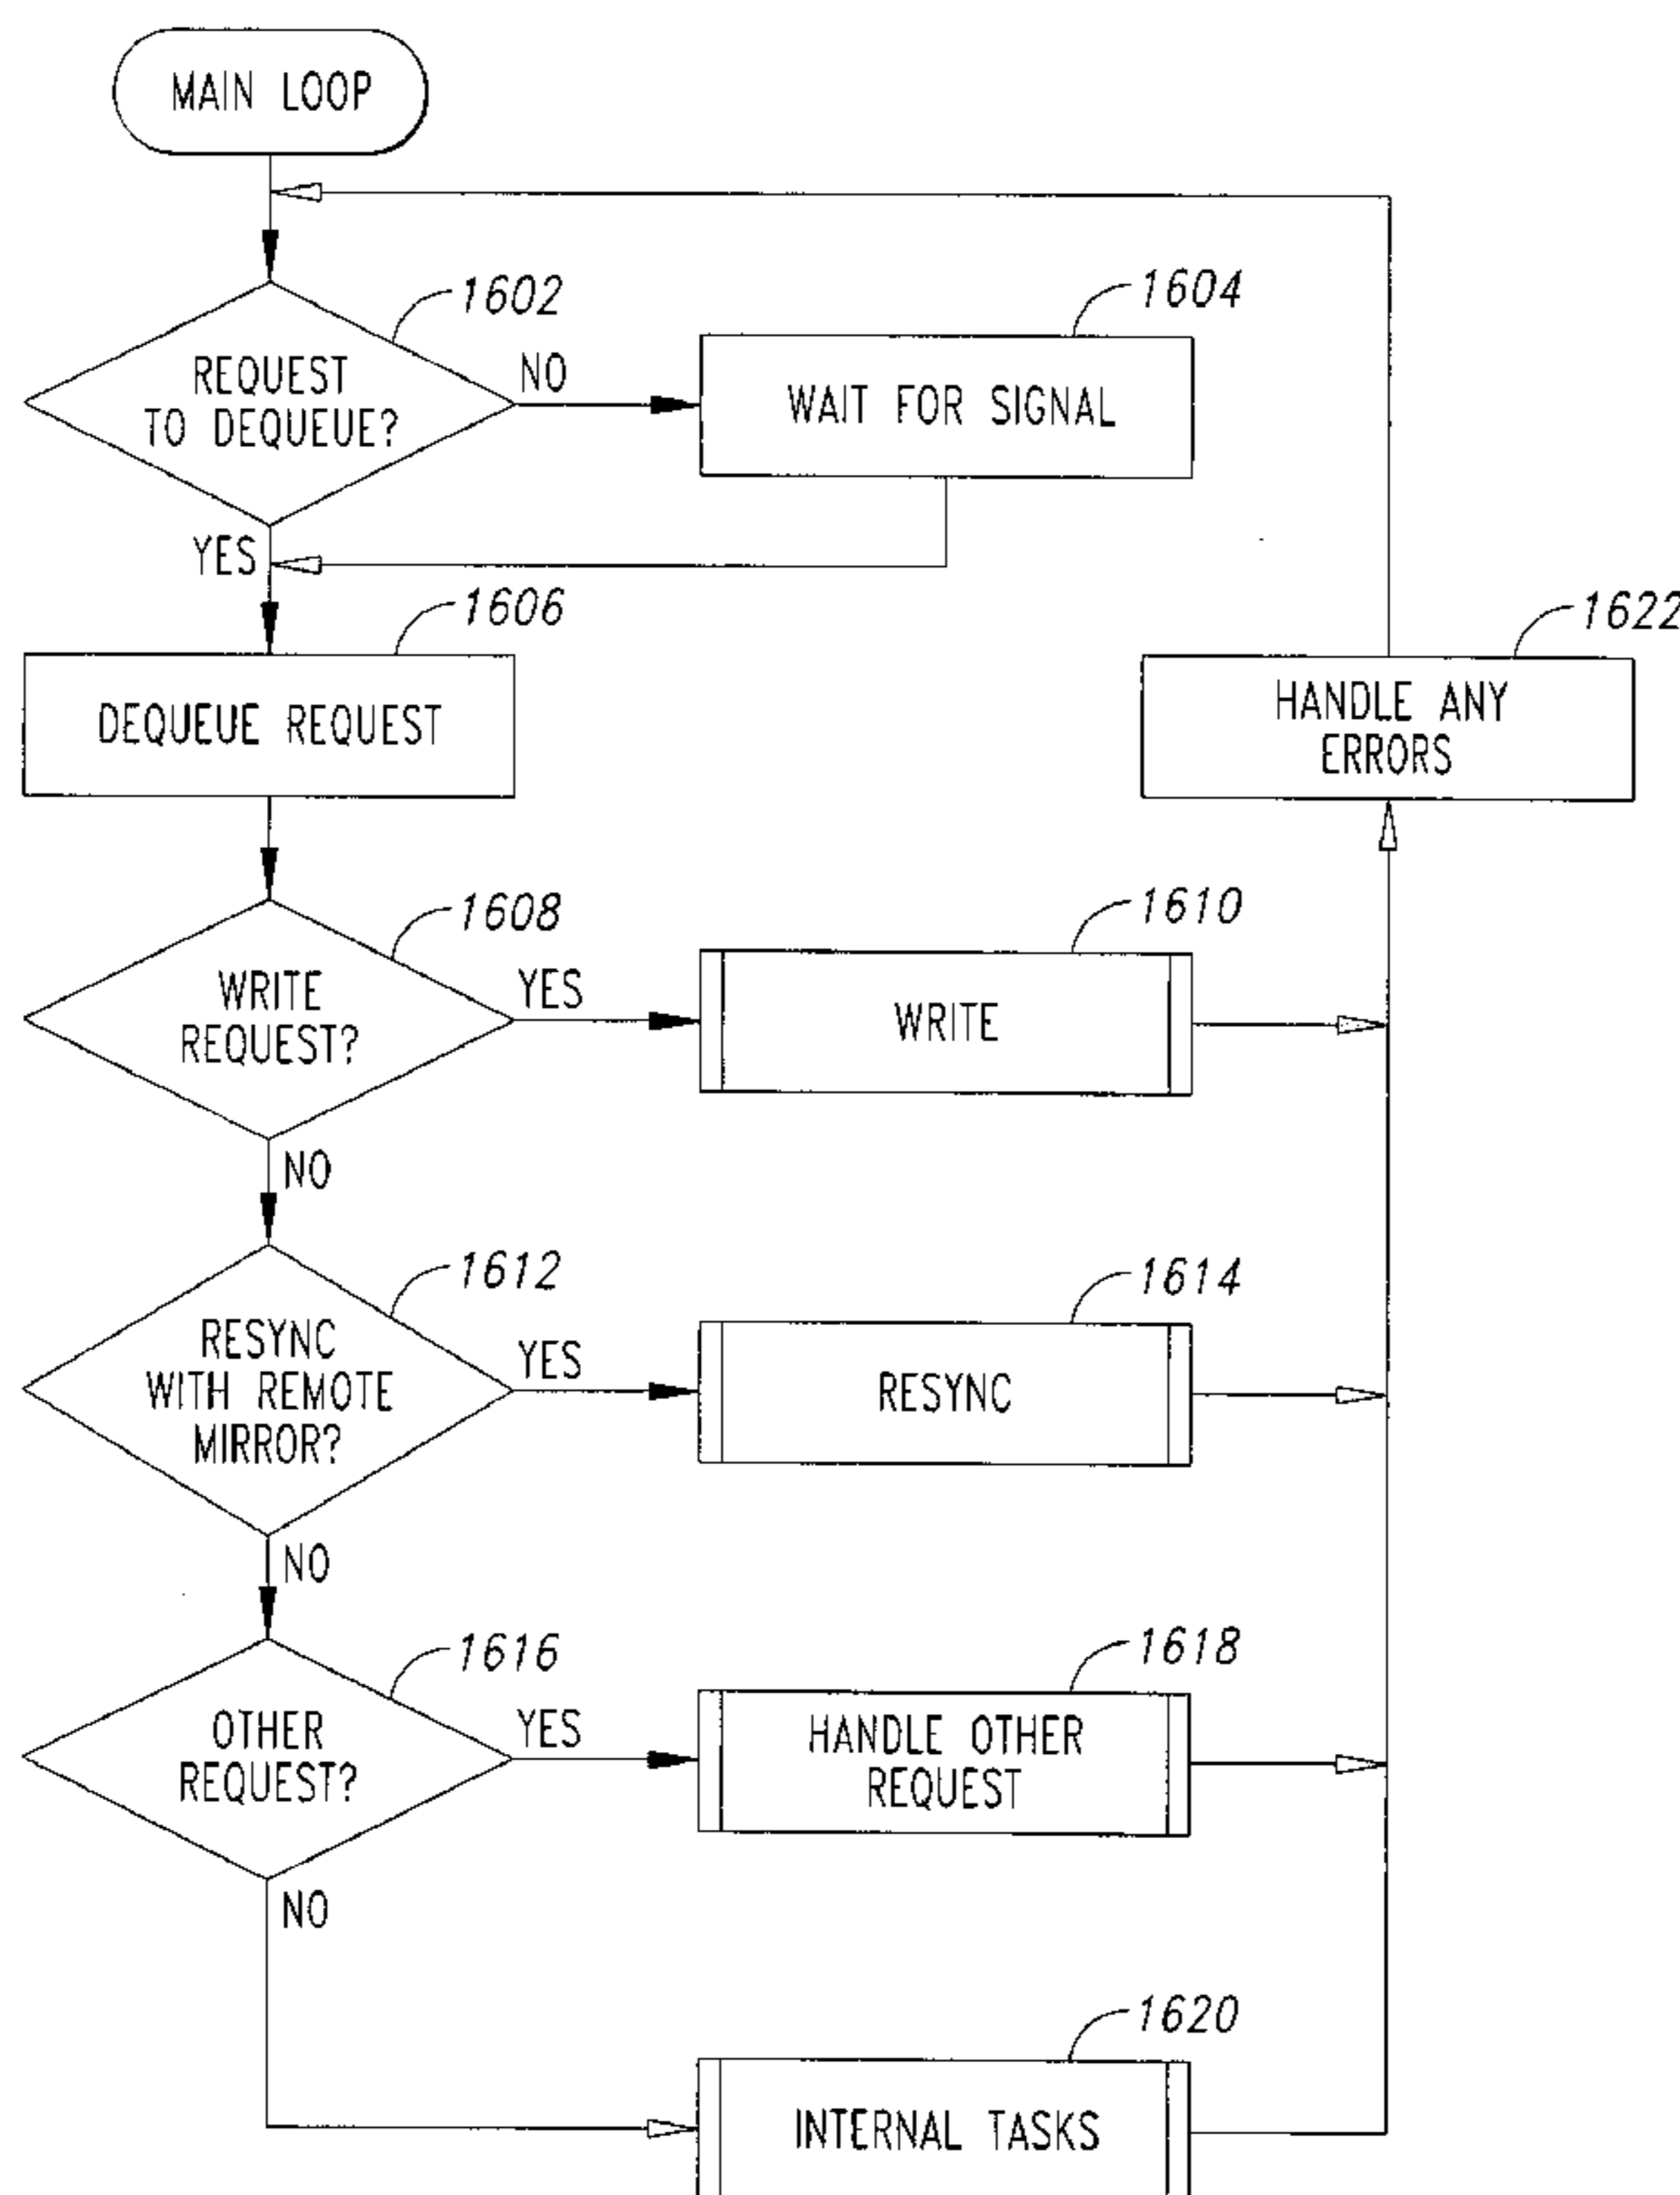 MAIN LOOP
1602
REQUEST
TO DEQUEUE?
NO
1604
WAIT FOR SIGNAL
YES
1606
DEQUEUE REQUEST
1622
HANDLE ANY
ERRORS
1608
WRITE
REQUEST?
YES
1610
WRITE
NO
1612
RESYNC
WITH REMOTE
MIRROR?
YES
1614
RESYNC
NO
1616
OTHER
REQUEST?
YES
1618
HANDLE OTHER
REQUEST
NO
1620
INTERNAL TASKS